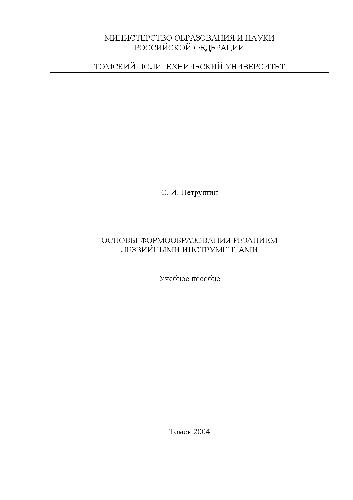 МИНИСТЕРСТВО ОБРАЗОВАНИЯ И НАУКИ
РОССИЙСКОЙ ФЕДЕРАЦИИ
ТОМСКИЙ ПОЛИТЕХНИЧЕСКИЙ УНИВЕРСИТЕТ
С. И. Петрушин
ОСНОВЫ ФОРМООБРАЗОВАНИЯ РЕЗАНИЕМ
ЛЕЗВИЙНЫМИ ИНСТРУМЕНТАМИ
Учебное пособие
Томск 2004